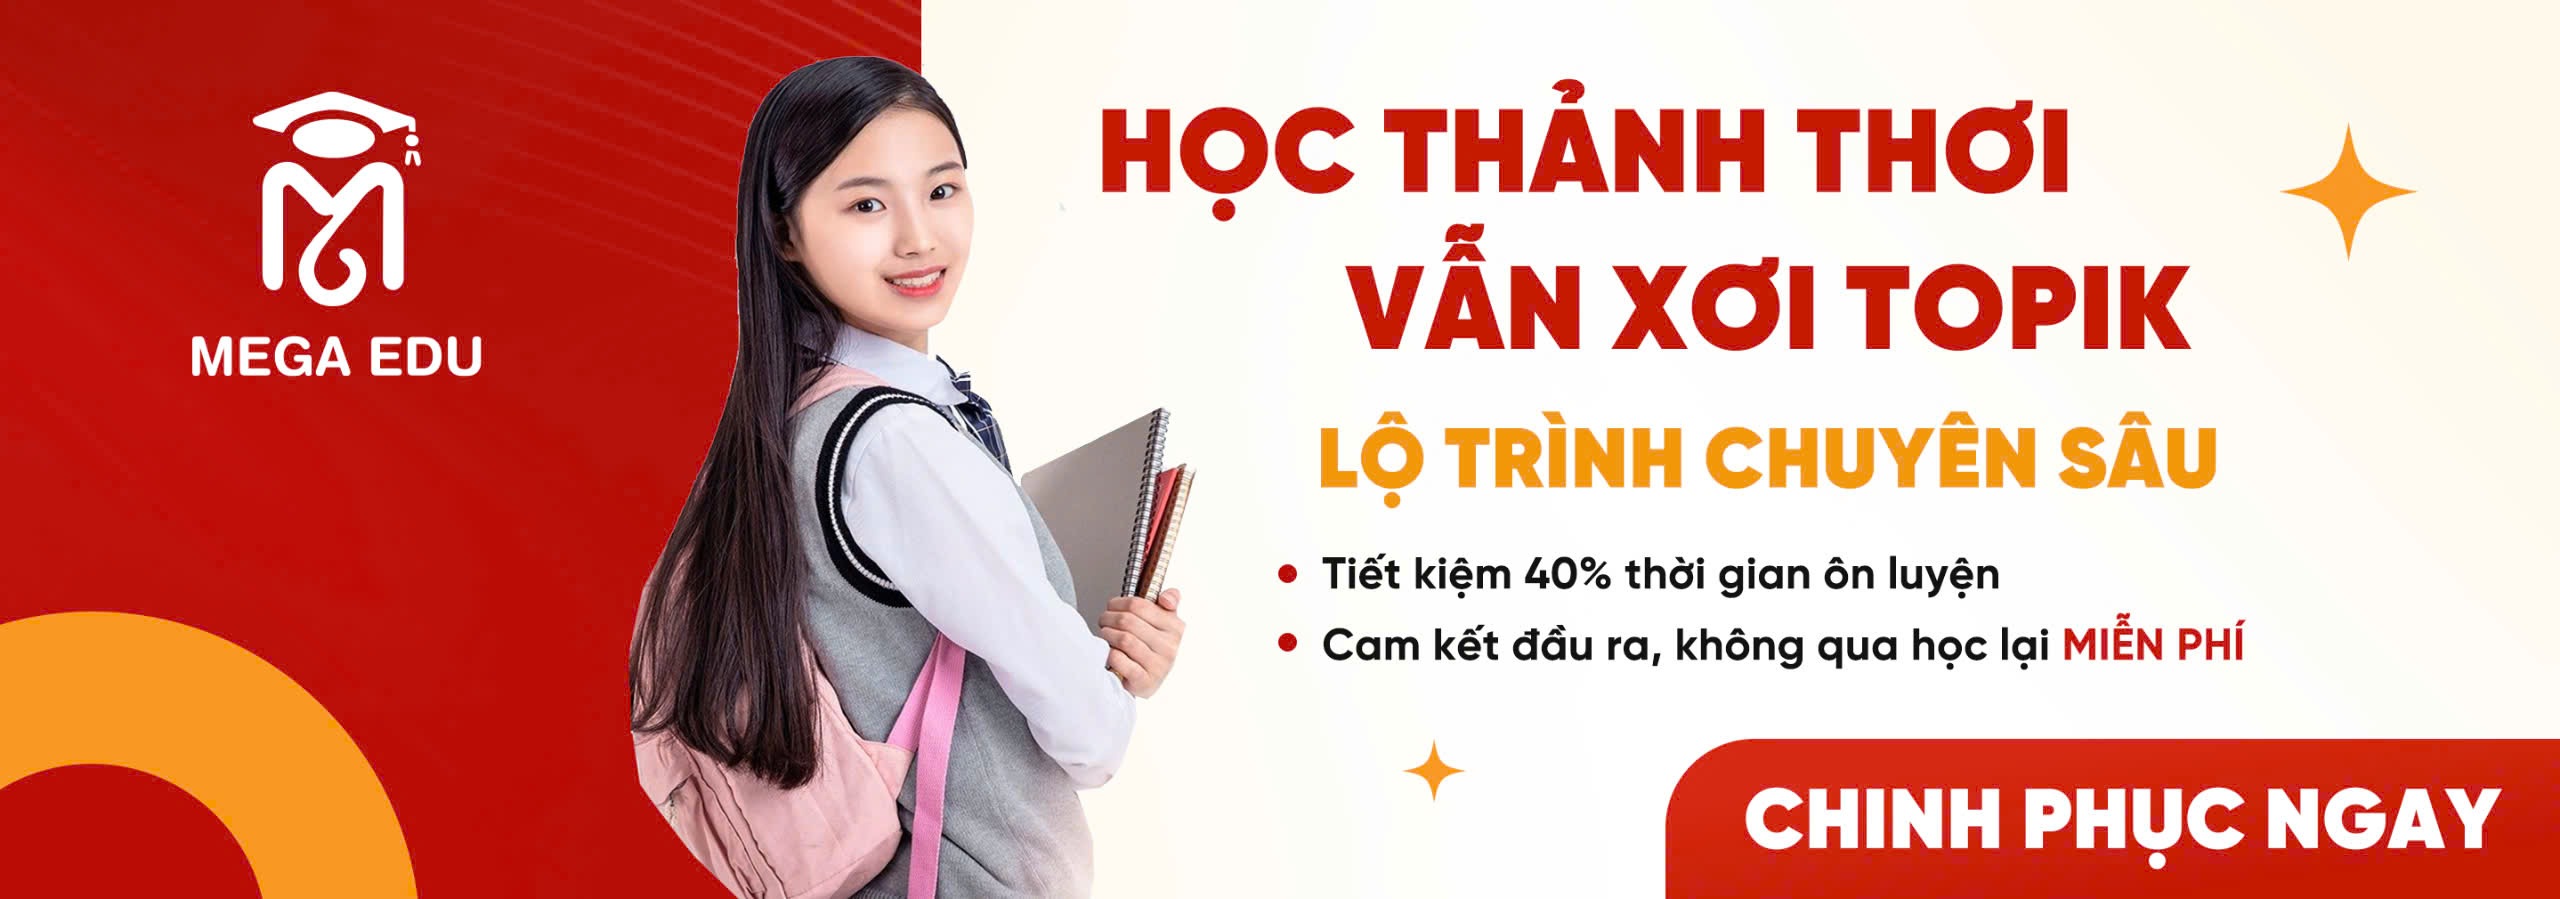 MEGA EDU
HỌC THẢNH THƠI
VẪN XƠI TOPIK
LỘ TRÌNH CHUYÊN SÂU
• Tiết kiệm 40% thời gian ôn luyện
• Cam kết đầu ra, không qua học lại MIỄN PHÍ
CHINH PHỤC NGAY